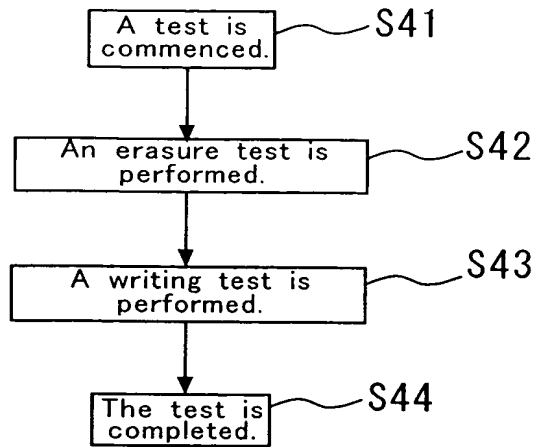 A test is
commenced.
S41
An erasure test is
performed.
S42
A writing test is
performed.
S43
The test is
completed.
S44